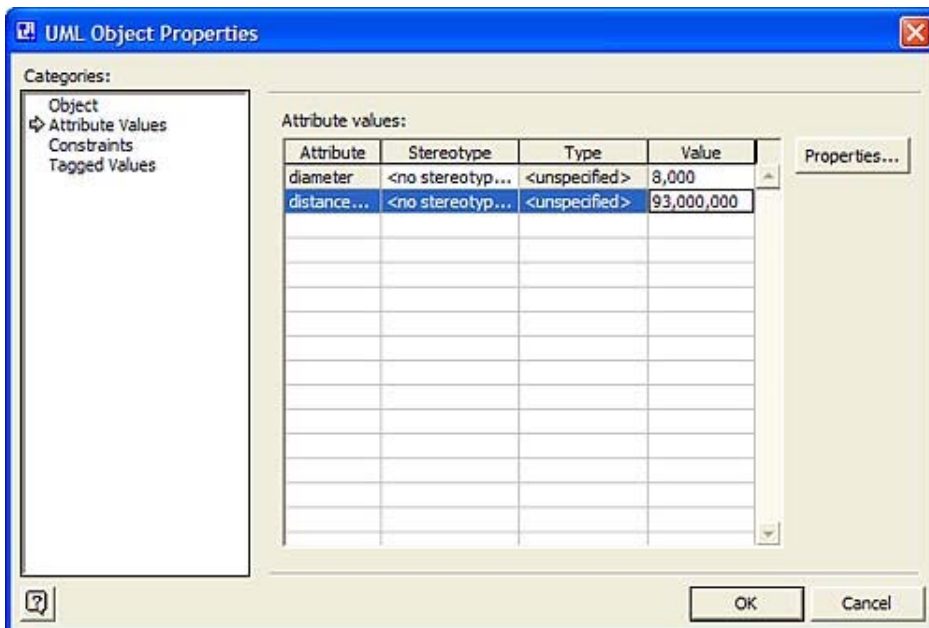 UML Object Properties
Categories:
Object
Attribute Values
Constraints
Tagged Values
Attribute values:
Attribute Stereotype Type Value
diameter <no stereotyp... <unspecified> 8,000
distance... <no stereotyp... <unspecified> 93,000,000
Properties...
OK Cancel